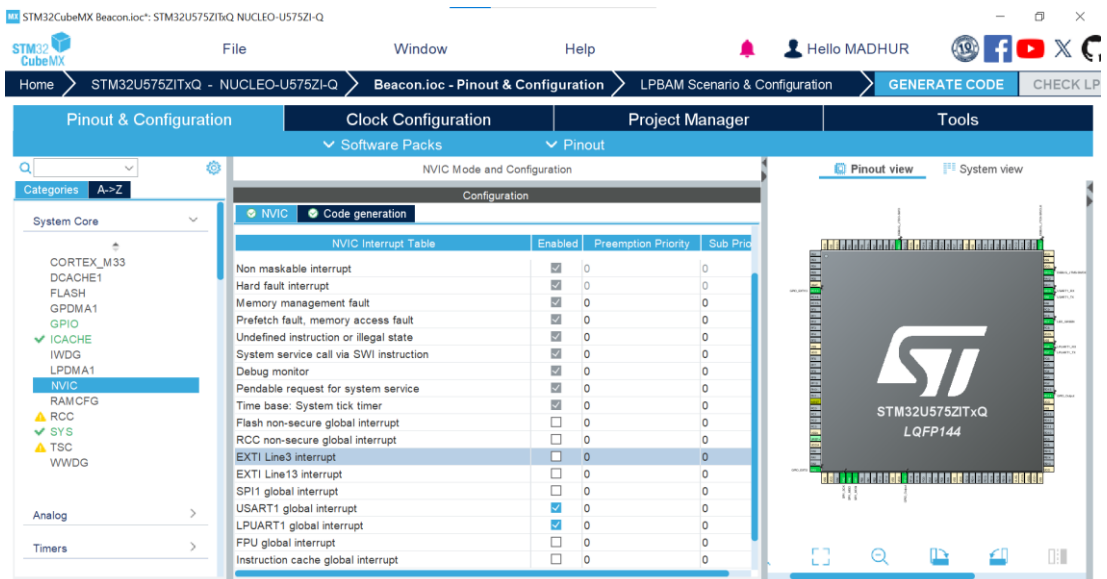 MX STM32CubeMX Beacon.ioc*: STM32U575ZITxQ NUCLEO-U575ZI-Q
STM32 CubeMX
File Window Help
Hello MADHUR
Home STM32U575ZITxQ - NUCLEO-U575ZI-Q Beacon.ioc - Pinout & Configuration LPBAM Scenario & Configuration GENERATE CODE CHECK LP
Pinout & Configuration Clock Configuration Project Manager Tools
Software Packs Pinout
NVIC Mode and Configuration
Pinout view System view
Categories A->Z
Configuration
System Core
NVIC Code generation
NVIC Interrupt Table Enabled Preemption Priority Sub Prio
CORTEX_M33
DCACHE1
FLASH
GPDMA1
GPIO
ICACHE
IWDG
LPDMA1
NVIC
RAMCFG
RCC
SYS
TSC
WWDG
Analog
Timers
Non maskable interrupt 0 0
Hard fault interrupt 0 0
Memory management fault 0 0
Prefetch fault, memory access fault 0 0
Undefined instruction or illegal state 0 0
System service call via SWI instruction 0 0
Debug monitor 0 0
Pendable request for system service 0 0
Time base: System tick timer 0 0
Flash non-secure global interrupt 0 0
RCC non-secure global interrupt 0 0
EXTI Line3 interrupt 0 0
EXTI Line13 interrupt 0 0
SPI1 global interrupt 0 0
USART1 global interrupt 0 0
LPUART1 global interrupt 0 0
FPU global interrupt 0 0
Instruction cache global interrupt 0 0
STM32U575ZITxQ
LQFP144